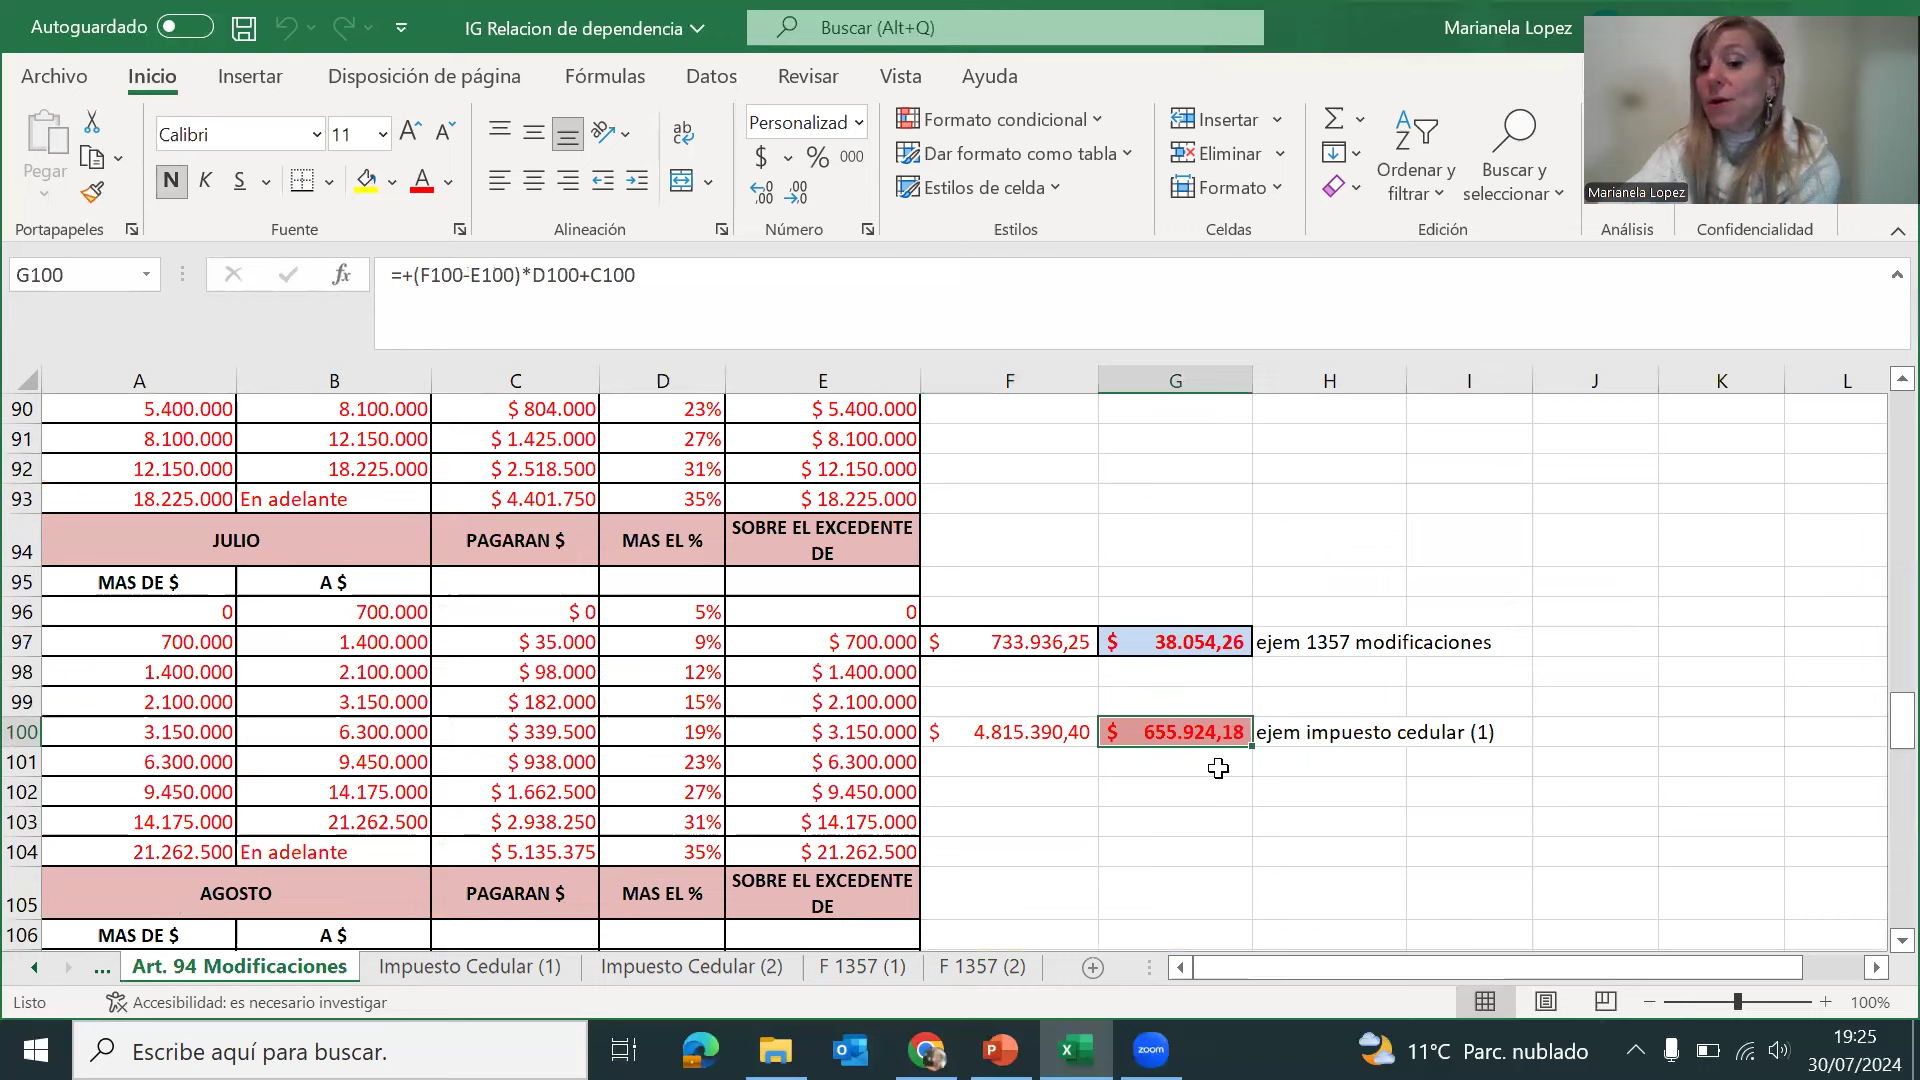 Autoguardado
IG Relacion de dependencia
Buscar (Alt+Q)
Marianela Lopez
Archivo Inicio Insertar Disposición de página Fórmulas Datos Revisar Vista Ayuda
Pegar
Calibri 11
N K S
ab
Personalizad
$ % 000
Formato condicional
Dar formato como tabla
Estilos de celda
Insertar
Eliminar
Formato
Ordenar y filtrar
Buscar y seleccionar
Marianela Lopez
Portapapeles Fuente Alineación Número Estilos Celdas Edición Análisis Confidencialidad
G100 fx =+(F100-E100)*D100+C100
A B C D E F G H I J K L
90 5.400.000 8.100.000 $ 804.000 23% $ 5.400.000
91 8.100.000 12.150.000 $ 1.425.000 27% $ 8.100.000
92 12.150.000 18.225.000 $ 2.518.500 31% $ 12.150.000
93 18.225.000 En adelante $ 4.401.750 35% $ 18.225.000
94 JULIO PAGARAN $ MAS EL % SOBRE EL EXCEDENTE DE
95 MAS DE $ A $
96 0 700.000 $ 0 5% 0
97 700.000 1.400.000 $ 35.000 9% $ 700.000 $ 733.936,25 $ 38.054,26 ejem 1357 modificaciones
98 1.400.000 2.100.000 $ 98.000 12% $ 1.400.000
99 2.100.000 3.150.000 $ 182.000 15% $ 2.100.000
100 3.150.000 6.300.000 $ 339.500 19% $ 3.150.000 $ 4.815.390,40 $ 655.924,18 ejem impuesto cedular (1)
101 6.300.000 9.450.000 $ 938.000 23% $ 6.300.000
102 9.450.000 14.175.000 $ 1.662.500 27% $ 9.450.000
103 14.175.000 21.262.500 $ 2.938.250 31% $ 14.175.000
104 21.262.500 En adelante $ 5.135.375 35% $ 21.262.500
105 AGOSTO PAGARAN $ MAS EL % SOBRE EL EXCEDENTE DE
106 MAS DE $ A $
... Art. 94 Modificaciones Impuesto Cedular (1) Impuesto Cedular (2) F 1357 (1) F 1357 (2)
Listo Accesibilidad: es necesario investigar 100%
Escribe aquí para buscar.
zoom
11°C Parc. nublado
19:25
30/07/2024